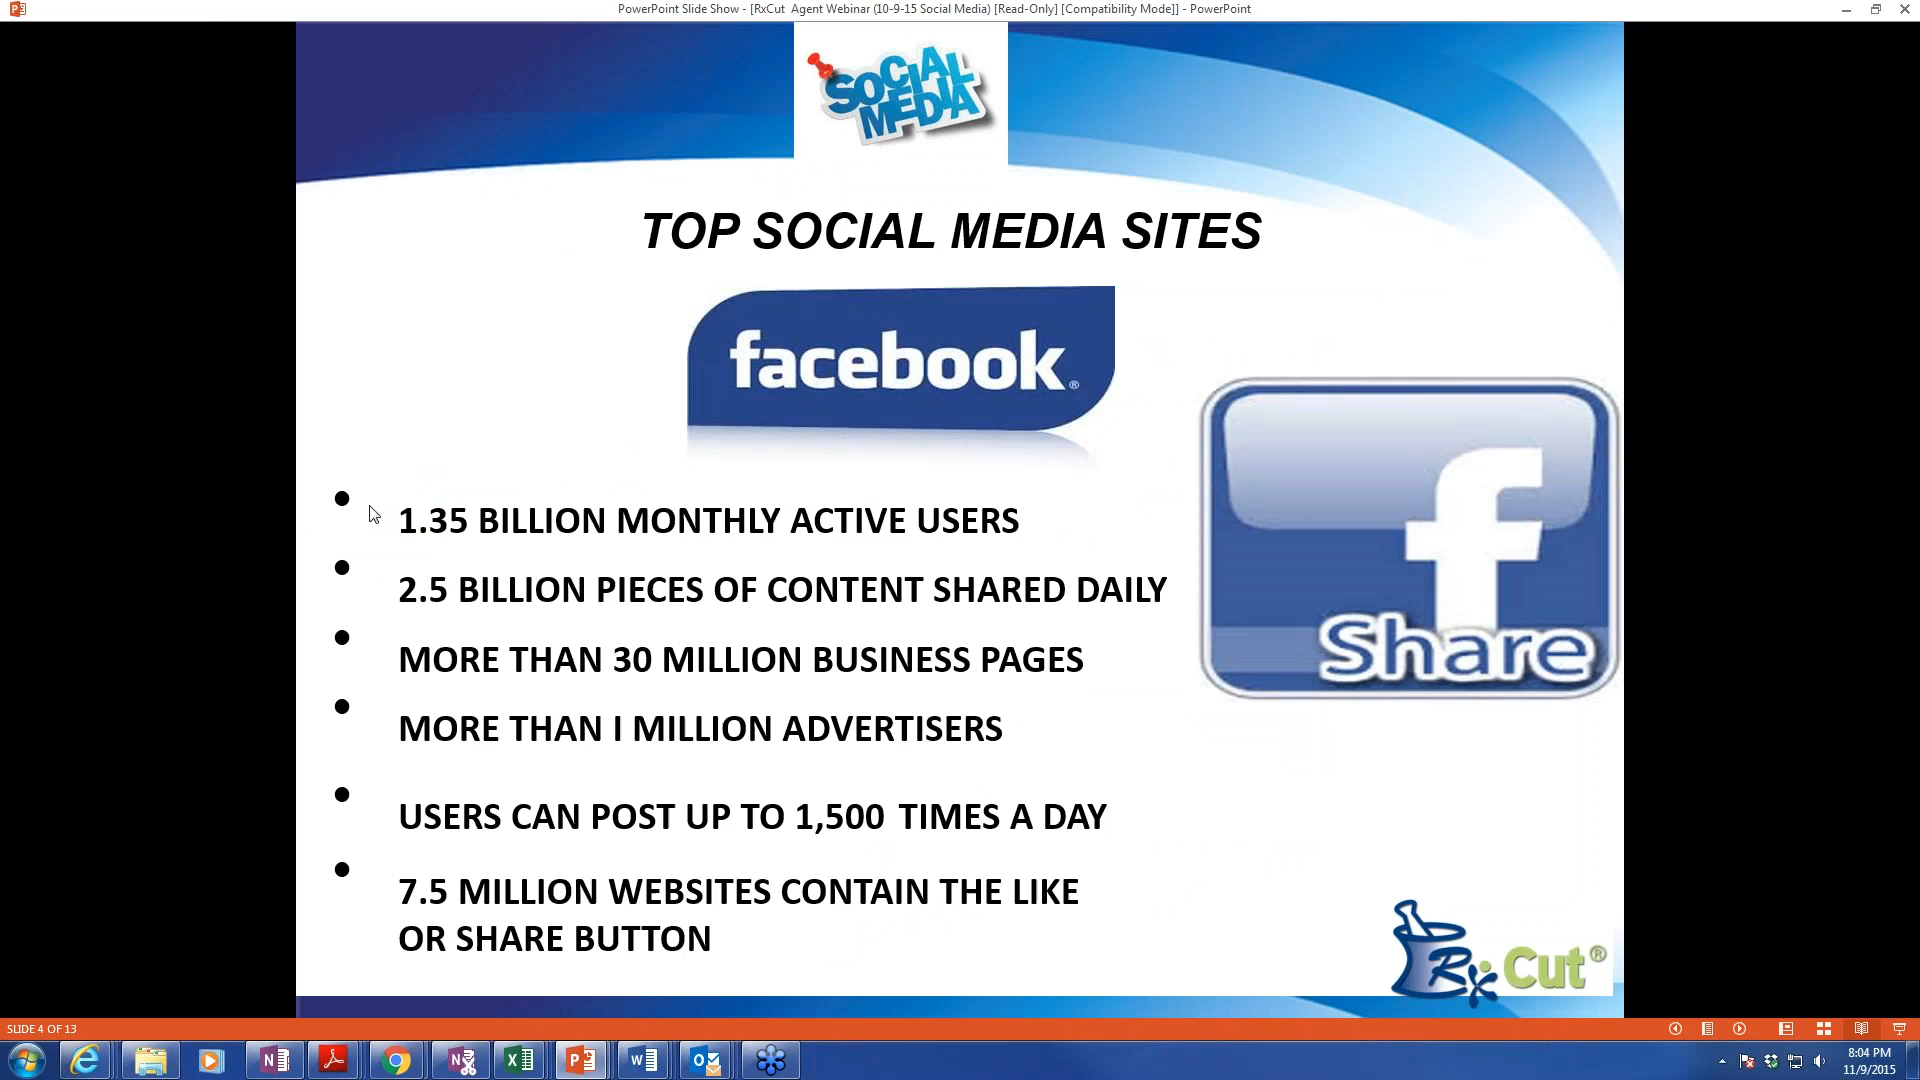 PowerPoint Slide Show - [RxCut  Agent Webinar (10-9-15 Social Media) [Read-Only] [Compatibility Mode]] - PowerPoint
SOCIAL
MEDIA
TOP SOCIAL MEDIA SITES
facebook®
f
Share
• 1.35 BILLION MONTHLY ACTIVE USERS
• 2.5 BILLION PIECES OF CONTENT SHARED DAILY
• MORE THAN 30 MILLION BUSINESS PAGES
• MORE THAN I MILLION ADVERTISERS
• USERS CAN POST UP TO 1,500 TIMES A DAY
• 7.5 MILLION WEBSITES CONTAIN THE LIKE
OR SHARE BUTTON
RxCut®
SLIDE 4 OF 13
8:04 PM
11/9/2015